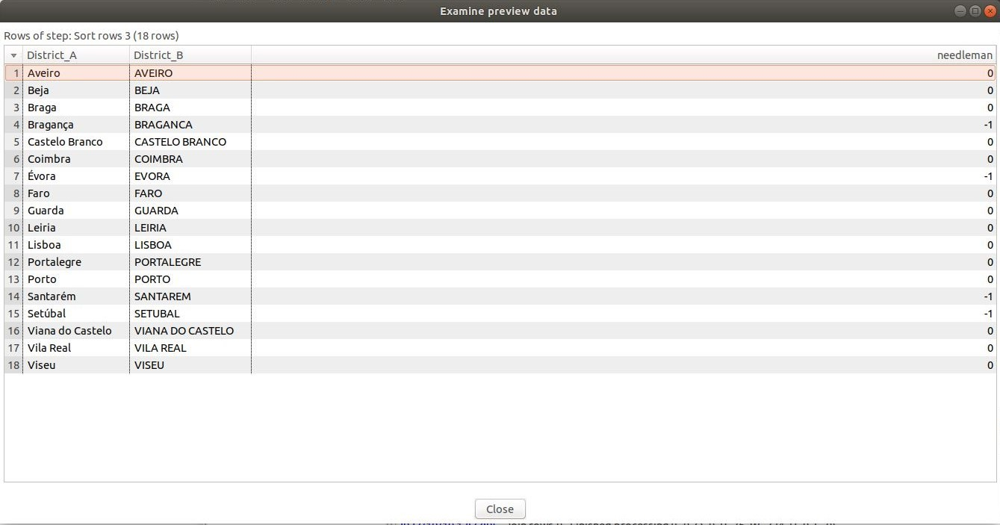 Examine preview data
Rows of step: Sort rows 3 (18 rows)
District_A District_B needleman
1 Aveiro AVEIRO 0
2 Beja BEJA 0
3 Braga BRAGA 0
4 Bragança BRAGANCA -1
5 Castelo Branco CASTELO BRANCO 0
6 Coimbra COIMBRA 0
7 Évora EVORA -1
8 Faro FARO 0
9 Guarda GUARDA 0
10 Leiria LEIRIA 0
11 Lisboa LISBOA 0
12 Portalegre PORTALEGRE 0
13 Porto PORTO 0
14 Santarém SANTAREM -1
15 Setúbal SETUBAL -1
16 Viana do Castelo VIANA DO CASTELO 0
17 Vila Real VILA REAL 0
18 Viseu VISEU 0
Close